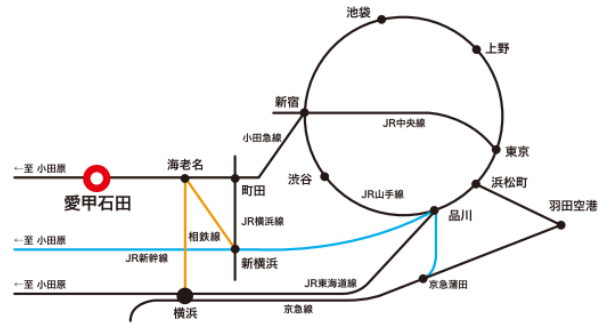 池袋
上野
新宿
JR中央線
小田急線
東京
←至 小田原
海老名
町田
渋谷
浜松町
愛甲石田
JR山手線
品川
羽田空港
相鉄線
JR横浜線
←至 小田原
JR新幹線
新横浜
←至 小田原
JR東海道線
京急蒲田
横浜
京急線